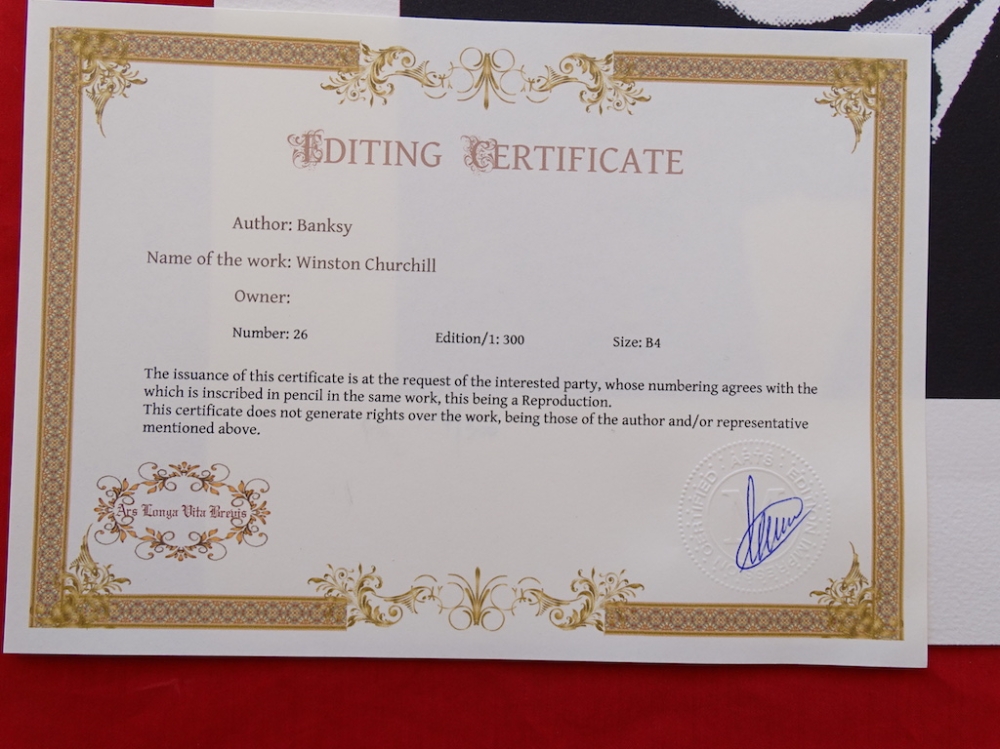 EDITING CERTIFICATE
Author: Banksy
Name of the work: Winston Churchill
Owner:
Number: 26 Edition/1: 300 Size: B4
The issuance of this certificate is at the request of the interested party, whose numbering agrees with the
which is inscribed in pencil in the same work, this being a Reproduction.
This certificate does not generate rights over the work, being those of the author and/or representative
mentioned above.
Ars Longa Vita Brevis